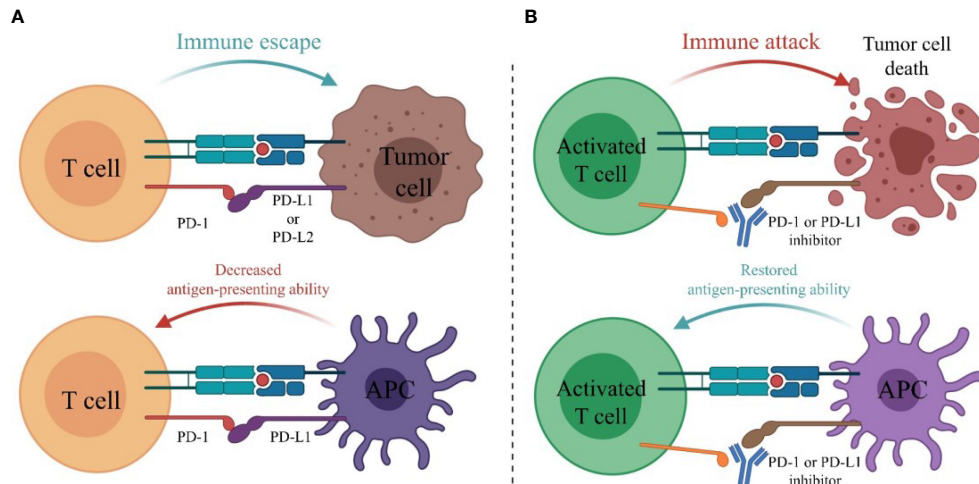 A
Immune escape
T cell
Tumor
cell
PD-1
PD-L1
or
PD-L2
Decreased
antigen-presenting ability
T cell
APC
PD-1
PD-L1
B
Immune attack
Tumor cell
death
Activated
T cell
PD-1 or PD-L1
inhibitor
Restored
antigen-presenting ability
Activated
T cell
APC
PD-1 or PD-L1
inhibitor